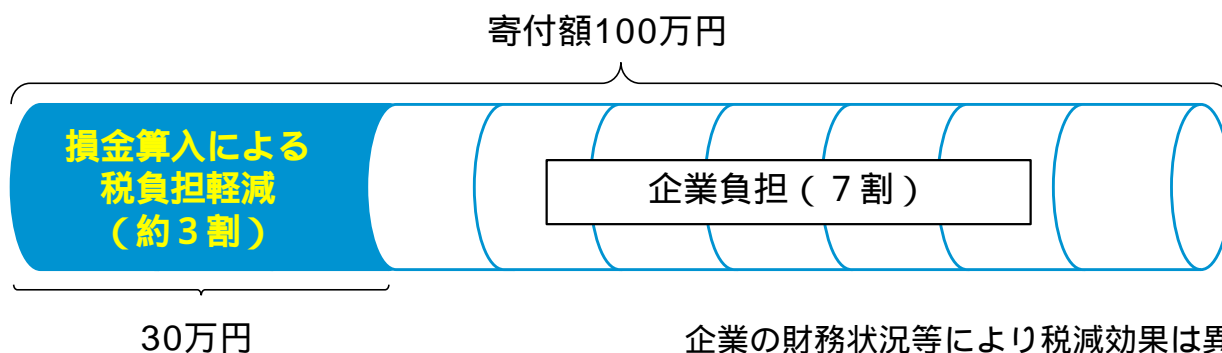 寄付額100万円
損金算入による
税負担軽減
(約3割)
企業負担(7割)
30万円
企業の財務状況等により税減効果は異